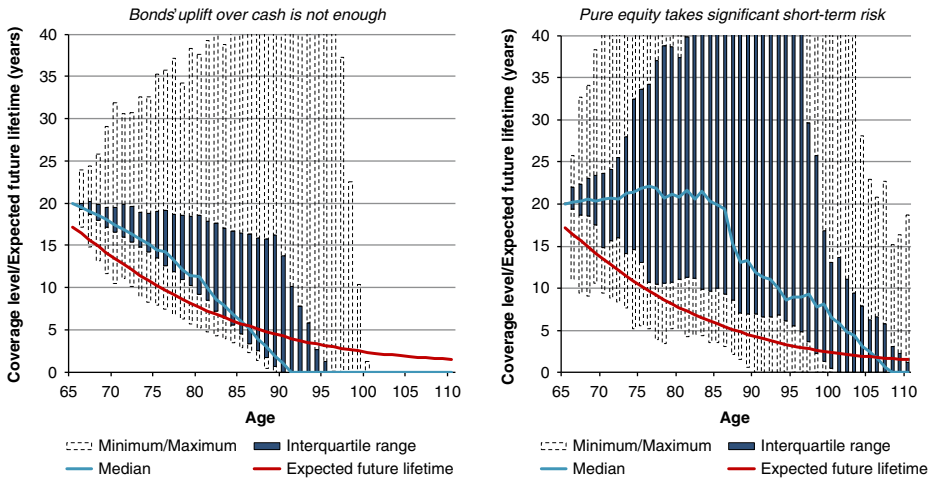 Bonds' uplift over cash is not enough
Coverage level/Expected future lifetime (years)
40
35
30
25
20
15
10
5
0
65 70 75 80 85 90 95 100 105 110
Age
Minimum/Maximum Interquartile range
Median Expected future lifetime
Pure equity takes significant short-term risk
Coverage level/Expected future lifetime (years)
40
35
30
25
20
15
10
5
0
65 70 75 80 85 90 95 100 105 110
Age
Minimum/Maximum Interquartile range
Median Expected future lifetime